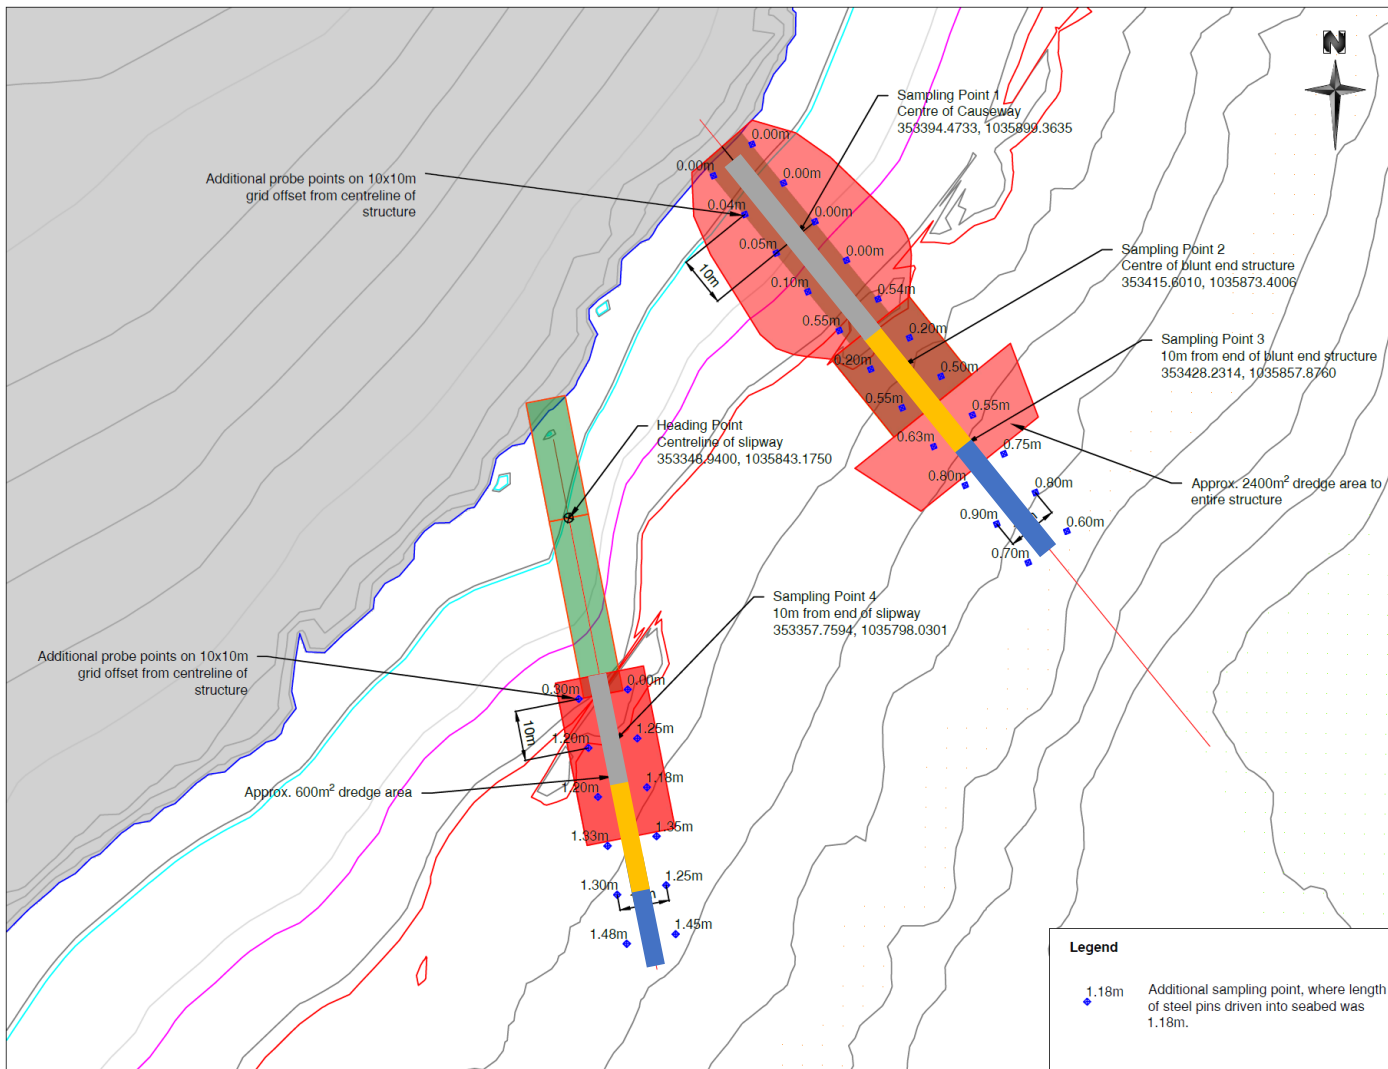 N
Sampling Point 1
Centre of Causeway
353394.4733, 1035899.3635
0.00m
0.00m
0.00m
Additional probe points on 10x10m
grid offset from centreline of
structure
0.04m
0.00m
0.05m
0.00m
10m
0.10m
0.54m
0.55m
0.20m
Sampling Point 2
Centre of blunt end structure
353415.6010, 1035873.4006
Sampling Point 3
10m from end of blunt end structure
353428.2314, 1035857.8760
0.20m
0.50m
0.55m
0.55m
0.63m
0.75m
0.80m
0.80m
0.90m
0.60m
0.70m
Approx. 2400m² dredge area to
entire structure
Heading Point
Centreline of slipway
353348.9400, 1035843.1750
Sampling Point 4
10m from end of slipway
353357.7594, 1035798.0301
Additional probe points on 10x10m
grid offset from centreline of
structure
0.30m
0.00m
10m
1.20m
1.25m
Approx. 600m² dredge area
1.20m
1.18m
1.33m
1.35m
1.30m
1.25m
1.48m
1.45m
Legend
1.18m
Additional sampling point, where length
of steel pins driven into seabed was
1.18m.